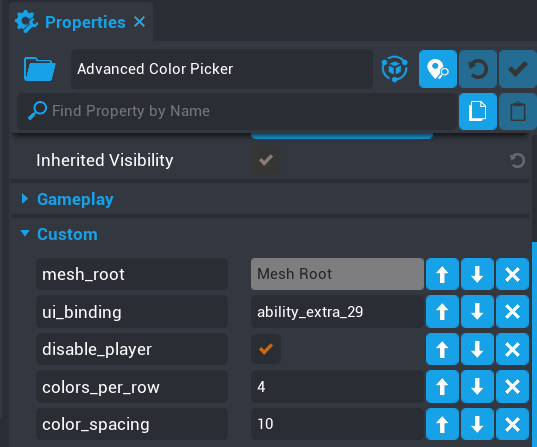 Properties
Advanced Color Picker
Find Property by Name
Inherited Visibility
Gameplay
Custom
mesh_root Mesh Root
ui_binding ability_extra_29
disable_player
colors_per_row 4
color_spacing 10